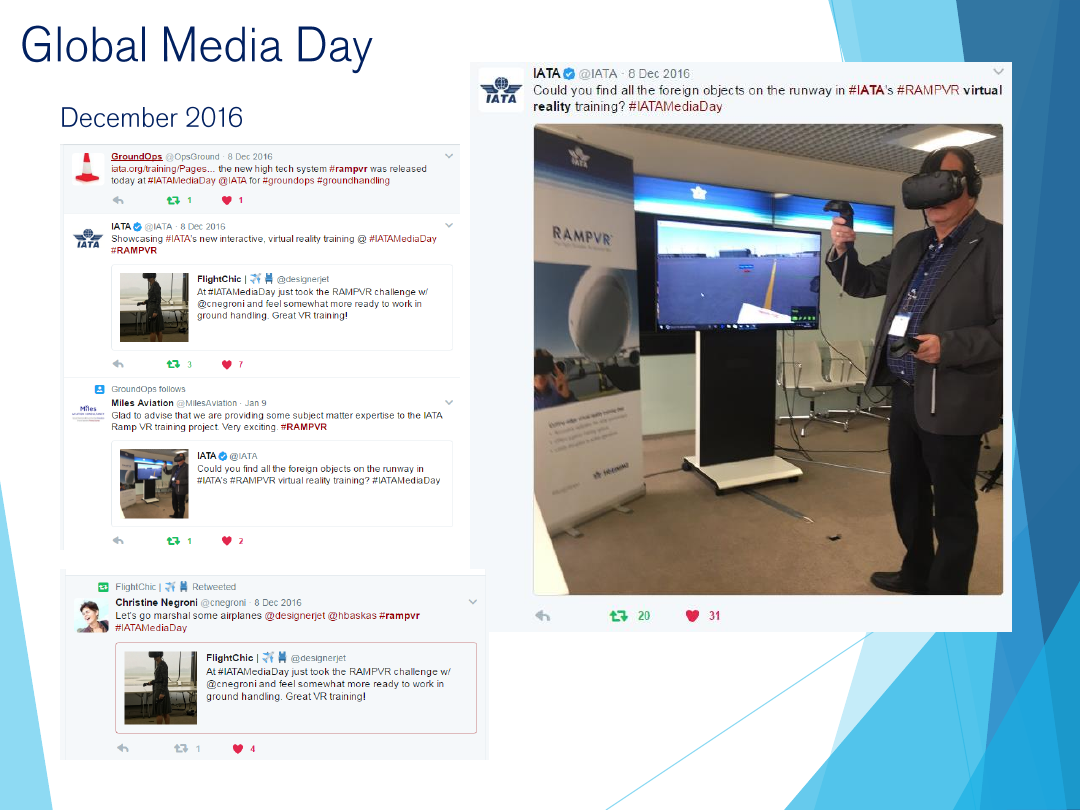 Global Media Day
December 2016
GroundOps @OpsGround · 8 Dec 2016
iata.org/training/Pages... the new high tech system #rampvr was released
today at #IATAMediaDay @IATA for #groundops #groundhandling
1 1
IATA @IATA · 8 Dec 2016
Showcasing #IATA's new interactive, virtual reality training @ #IATAMediaDay
#RAMPVR
IATA
FlightChic | @designerjet
At #IATAMediaDay just took the RAMPVR challenge w/
@cnegroni and feel somewhat more ready to work in
ground handling. Great VR training!
3 7
GroundOps follows
Miles Aviation @MilesAviation · Jan 9
Glad to advise that we are providing some subject matter expertise to the IATA
Ramp VR training project. Very exciting. #RAMPVR
Miles
IATA @IATA
Could you find all the foreign objects on the runway in
#IATA's #RAMPVR virtual reality training? #IATAMediaDay
1 2
FlightChic | Retweeted
Christine Negroni @cnegroni · 8 Dec 2016
Let's go marshal some airplanes @designerjet @hbaskas #rampvr
#IATAMediaDay
FlightChic | @designerjet
At #IATAMediaDay just took the RAMPVR challenge w/
@cnegroni and feel somewhat more ready to work in
ground handling. Great VR training!
1 4
IATA @IATA · 8 Dec 2016
Could you find all the foreign objects on the runway in #IATA's #RAMPVR virtual
reality training? #IATAMediaDay
IATA
RAMPVR
TRAINING
20 31